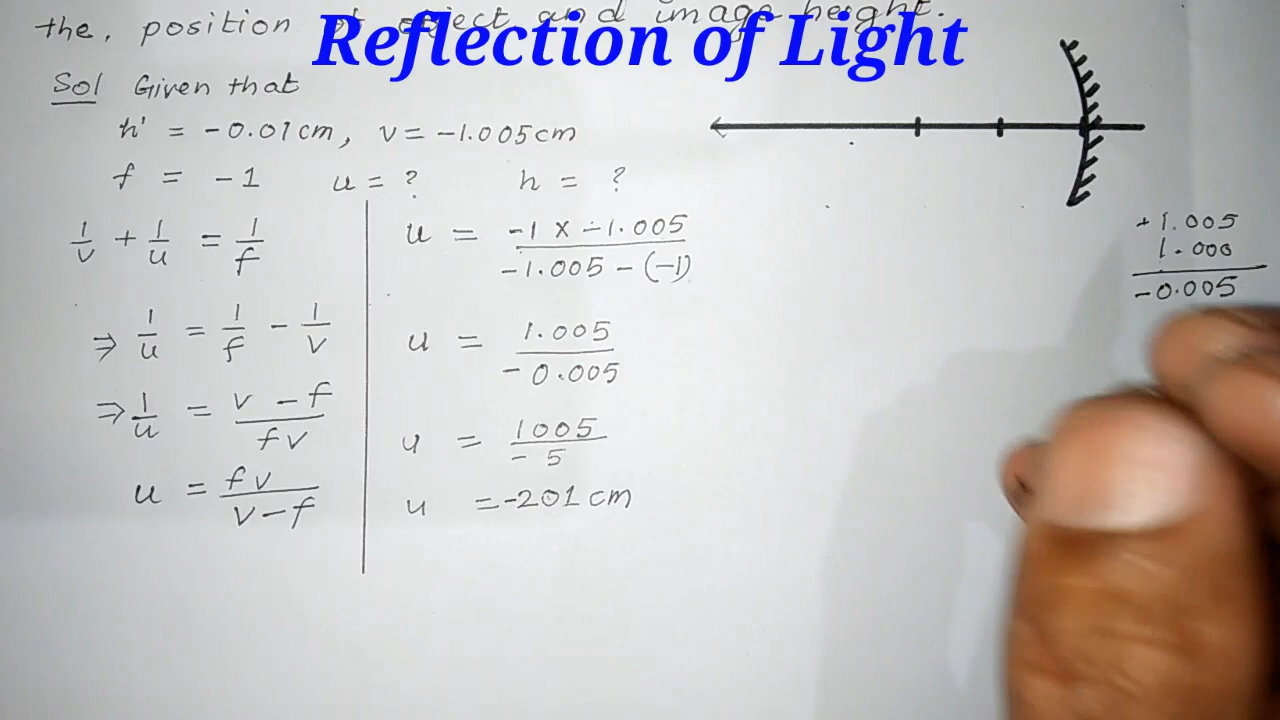 the, position of object and image height.
Reflection of Light
Sol Given that
h' = -0.01cm, v = -1.005cm
f = -1 u = ? h = ?
1/v + 1/u = 1/f
⇒ 1/u = 1/f - 1/v
⇒ 1/u = v - f / fv
u = fv / v-f
u = -1 x -1.005 / -1.005 - (-1)
u = 1.005 / -0.005
u = 1005 / -5
u = -201 cm
+1.005
1.000
-0.005